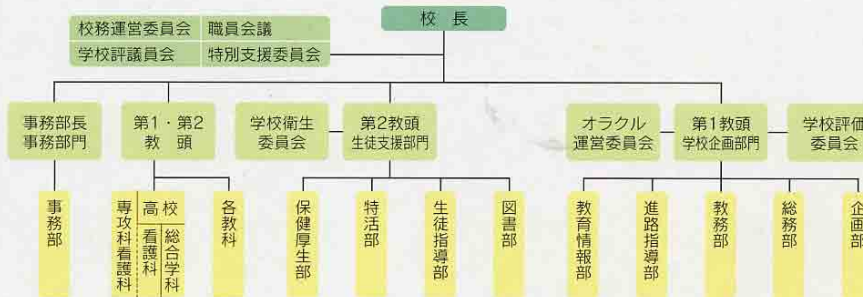 校長
校務運営委員会 職員会議
学校評議員会 特別支援委員会
事務部長
事務部門
第1・第2
教頭
学校衛生
委員会
第2教頭
生徒支援部門
オラクル
運営委員会
第1教頭
学校企画部門
学校評価
委員会
事務部
専攻科看護科
高校
看護科
総合学科
各教科
保健厚生部
特活部
生徒指導部
図書部
教育情報部
進路指導部
教務部
総務部
企画部